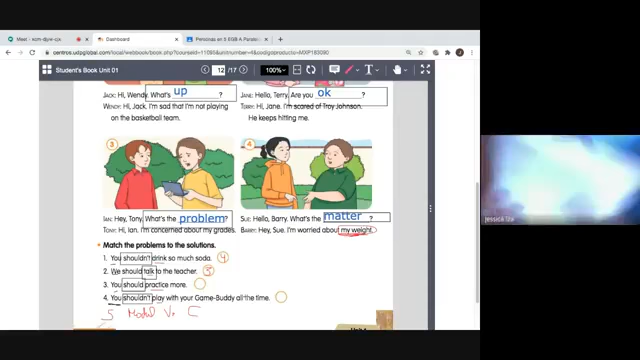 Meet - xcm-djyw-cjx
Dashboard
Personas en 5 EGB A Paralelo
centros.udpglobal.com/local/webbook/book.php?courseid=11095&unitnumber=4&codigoproducto=MXP183090
Student's Book Unit 01
12 /17
100%
JACK: Hi, Wendy. What's up ?
WENDY: Hi, Jack. I'm sad that I'm not playing
on the basketball team.
JANE: Hello, Terry. Are you ok ?
TERRY: Hi, Jane. I'm scared of Troy Johnson.
He keeps hitting me.
3
4
IAN: Hey, Tony. What's the problem ?
TONY: Hi, Ian. I'm concerned about my grades.
SUE: Hello, Barry. What's the matter ?
BARRY: Hey, Sue. I'm worried about my weight.
• Match the problems to the solutions.
1. You shouldn't drink so much soda. 4
2. We should talk to the teacher. 3
3. You should practice more.
4. You shouldn't play with your Game-Buddy all the time.
S Modal V. C
jessica tza